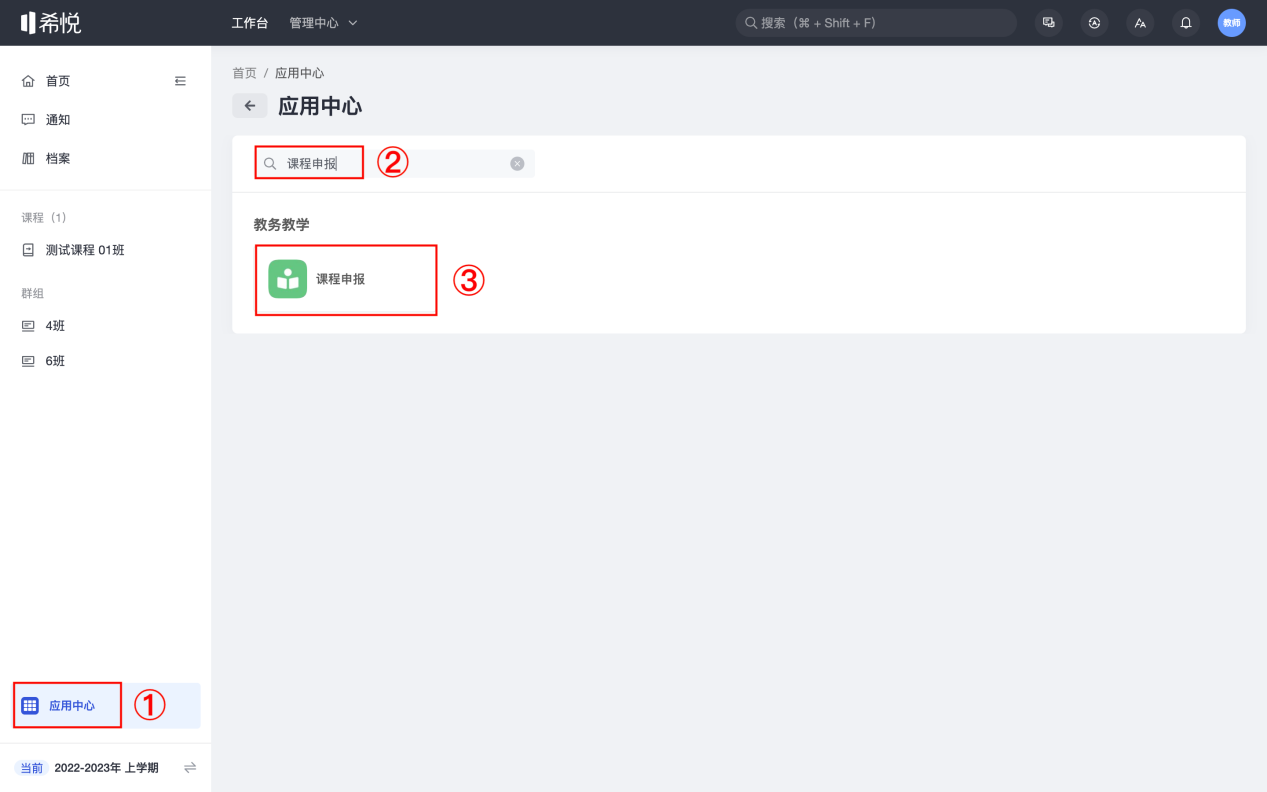 希悦
工作台 管理中心
搜索（⌘ + Shift + F）
教师
首页
通知
档案
课程（1）
测试课程 01班
群组
4班
6班
应用中心
①
当前 2022-2023年 上学期
首页 / 应用中心
应用中心
课程申报
②
教务教学
课程申报
③